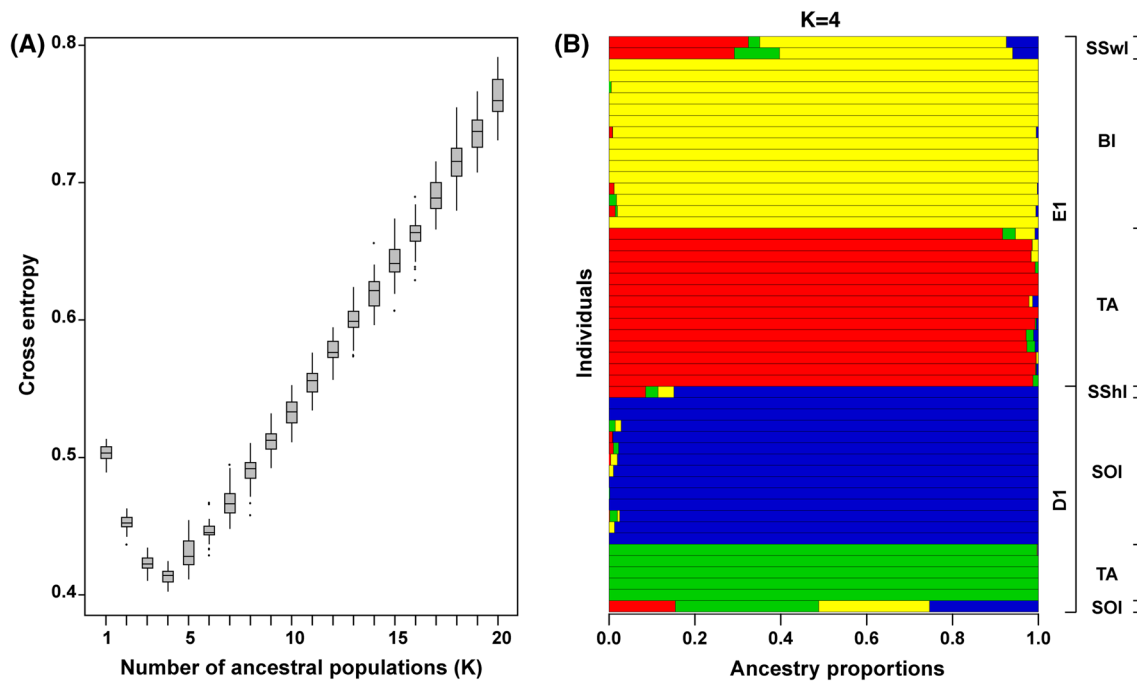 (A)
0.8
0.7
0.6
0.5
0.4
Cross entropy
1 5 10 15 20
Number of ancestral populations (K)
(B)
K=4
Individuals
0.0 0.2 0.4 0.6 0.8 1.0
Ancestry proportions
E1
D1
SSwl
BI
TA
SShl
SOI
TA
SOI